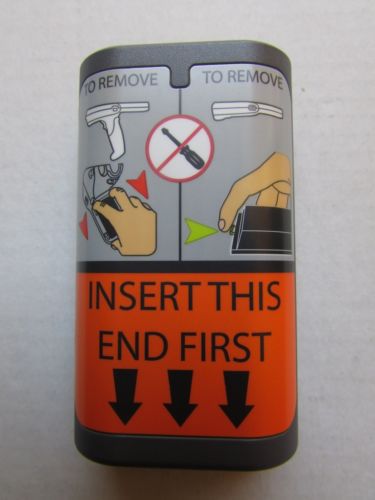 TO REMOVE
TO REMOVE
INSERT THIS
END FIRST